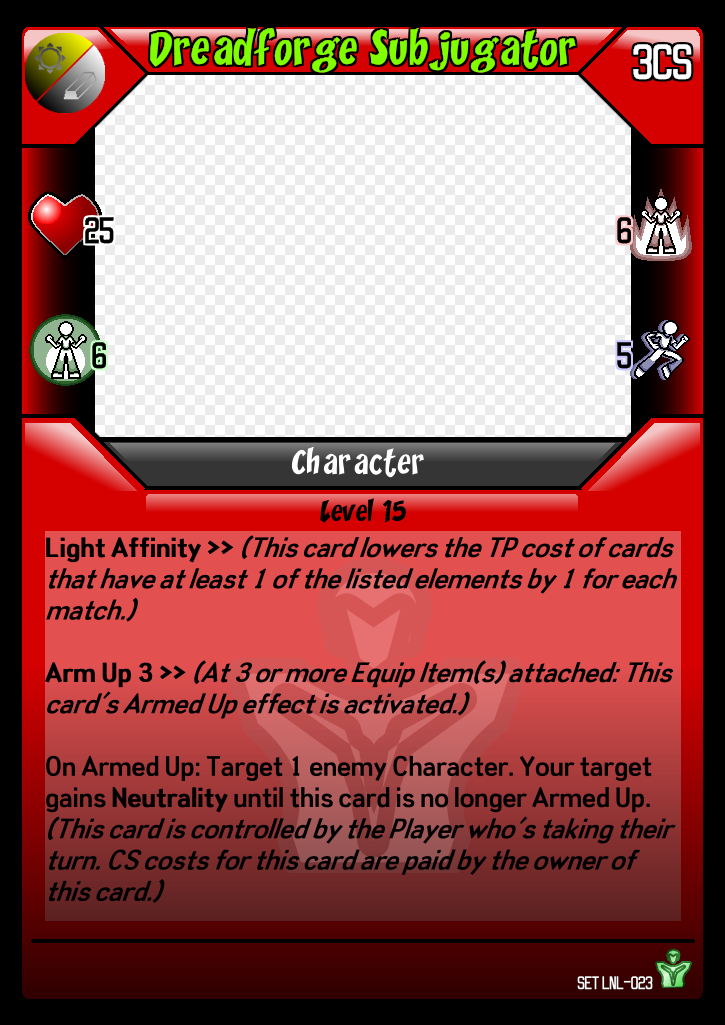 Dreadforge Subjugator
3CS
25
6
6
5
Character
Level 15
Light Affinity >> (This card lowers the TP cost of cards
that have at least 1 of the listed elements by 1 for each
match.)
Arm Up 3 >> (At 3 or more Equip Item(s) attached: This
card's Armed Up effect is activated.)
On Armed Up: Target 1 enemy Character. Your target
gains Neutrality until this card is no longer Armed Up.
(This card is controlled by the Player who's taking their
turn. CS costs for this card are paid by the owner of
this card.)
SET LNL-023